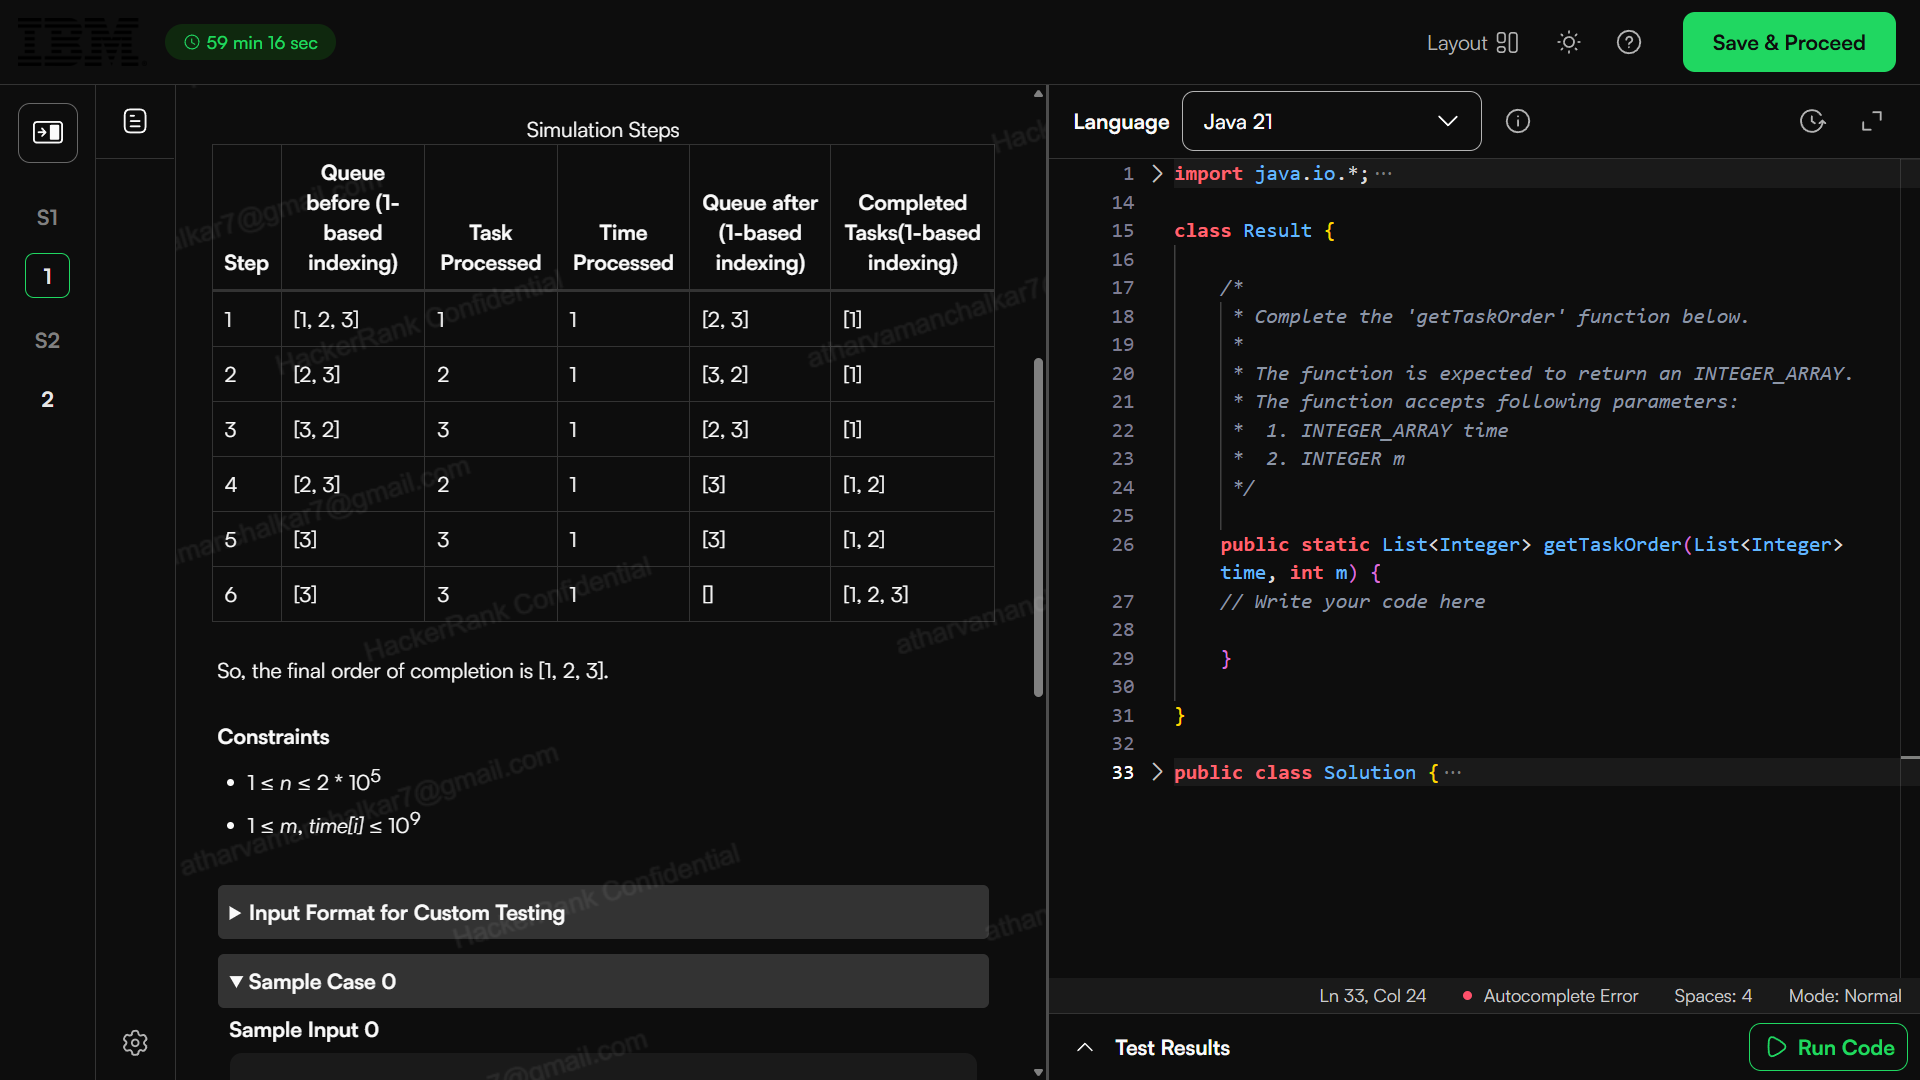 IBM
59 min 16 sec
Layout
Save & Proceed
S1
1
S2
2
Simulation Steps
Step Queue before (1-based indexing) Task Processed Time Processed Queue after (1-based indexing) Completed Tasks(1-based indexing)
1 [1, 2, 3] 1 1 [2, 3] [1]
2 [2, 3] 2 1 [3, 2] [1]
3 [3, 2] 3 1 [2, 3] [1]
4 [2, 3] 2 1 [3] [1, 2]
5 [3] 3 1 [3] [1, 2]
6 [3] 3 1 [] [1, 2, 3]
So, the final order of completion is [1, 2, 3].
Constraints
• 1 ≤ n ≤ 2 * 10⁵
• 1 ≤ m, time[i] ≤ 10⁹
▶ Input Format for Custom Testing
▼ Sample Case 0
Sample Input 0
HackerRank Confidential
atharvamanchalkar7@gmail.com
Language Java 21
1 import java.io.*;···
14
15 class Result {
16
17 /*
18 * Complete the 'getTaskOrder' function below.
19 *
20 * The function is expected to return an INTEGER_ARRAY.
21 * The function accepts following parameters:
22 * 1. INTEGER_ARRAY time
23 * 2. INTEGER m
24 */
25
26 public static List<Integer> getTaskOrder(List<Integer>
time, int m) {
27 // Write your code here
28
29 }
30
31 }
32
33 public class Solution {···
Ln 33, Col 24 Autocomplete Error Spaces: 4 Mode: Normal
Test Results
Run Code